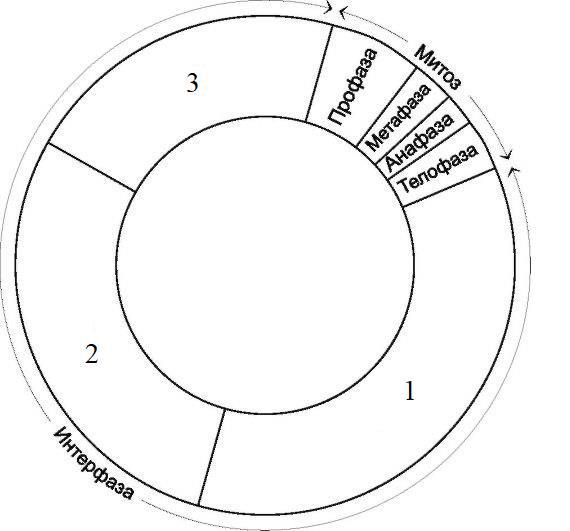 Митоз
Профаза
Метафаза
Анафаза
Телофаза
3
2
1
Интерфаза